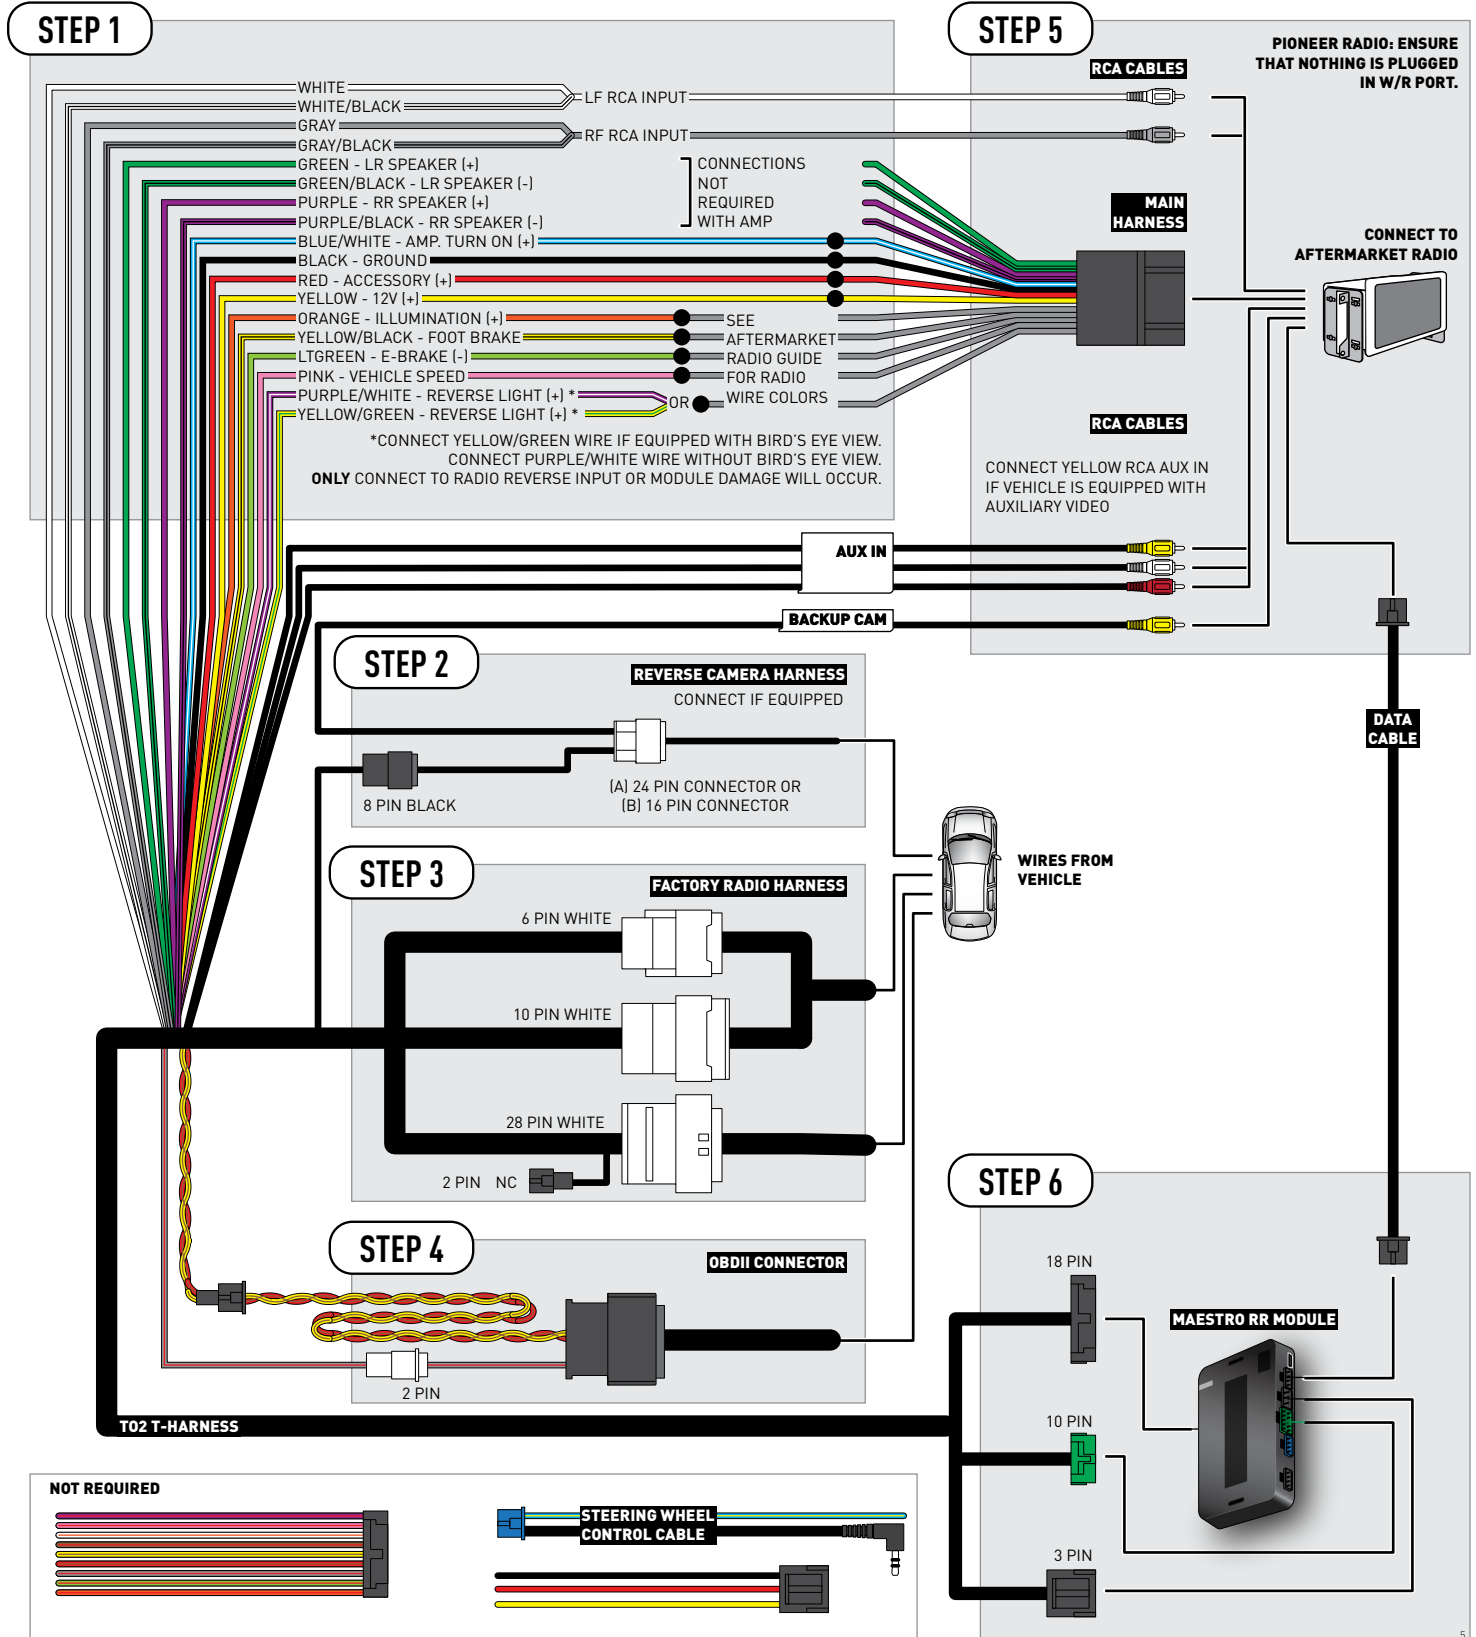 STEP 1
WHITE
WHITE/BLACK
LF RCA INPUT
GRAY
GRAY/BLACK
RF RCA INPUT
GREEN - LR SPEAKER (+)
GREEN/BLACK - LR SPEAKER (-)
PURPLE - RR SPEAKER (+)
PURPLE/BLACK - RR SPEAKER (-)
CONNECTIONS
NOT
REQUIRED
WITH AMP
BLUE/WHITE - AMP. TURN ON (+)
BLACK - GROUND
RED - ACCESSORY (+)
YELLOW - 12V (+)
ORANGE - ILLUMINATION (+)
YELLOW/BLACK - FOOT BRAKE
LTGREEN - E-BRAKE (-)
PINK - VEHICLE SPEED
PURPLE/WHITE - REVERSE LIGHT (+) *
YELLOW/GREEN - REVERSE LIGHT (+) *
OR
SEE
AFTERMARKET
RADIO GUIDE
FOR RADIO
WIRE COLORS
*CONNECT YELLOW/GREEN WIRE IF EQUIPPED WITH BIRD'S EYE VIEW.
CONNECT PURPLE/WHITE WIRE WITHOUT BIRD'S EYE VIEW.
ONLY CONNECT TO RADIO REVERSE INPUT OR MODULE DAMAGE WILL OCCUR.
STEP 5
PIONEER RADIO: ENSURE
THAT NOTHING IS PLUGGED
IN W/R PORT.
RCA CABLES
MAIN
HARNESS
CONNECT TO
AFTERMARKET RADIO
RCA CABLES
CONNECT YELLOW RCA AUX IN
IF VEHICLE IS EQUIPPED WITH
AUXILIARY VIDEO
AUX IN
BACKUP CAM
DATA
CABLE
STEP 2
REVERSE CAMERA HARNESS
CONNECT IF EQUIPPED
8 PIN BLACK
(A) 24 PIN CONNECTOR OR
(B) 16 PIN CONNECTOR
WIRES FROM
VEHICLE
STEP 3
FACTORY RADIO HARNESS
6 PIN WHITE
10 PIN WHITE
28 PIN WHITE
2 PIN NC
STEP 4
OBDII CONNECTOR
2 PIN
TO2 T-HARNESS
STEP 6
18 PIN
MAESTRO RR MODULE
10 PIN
3 PIN
NOT REQUIRED
STEERING WHEEL
CONTROL CABLE
5